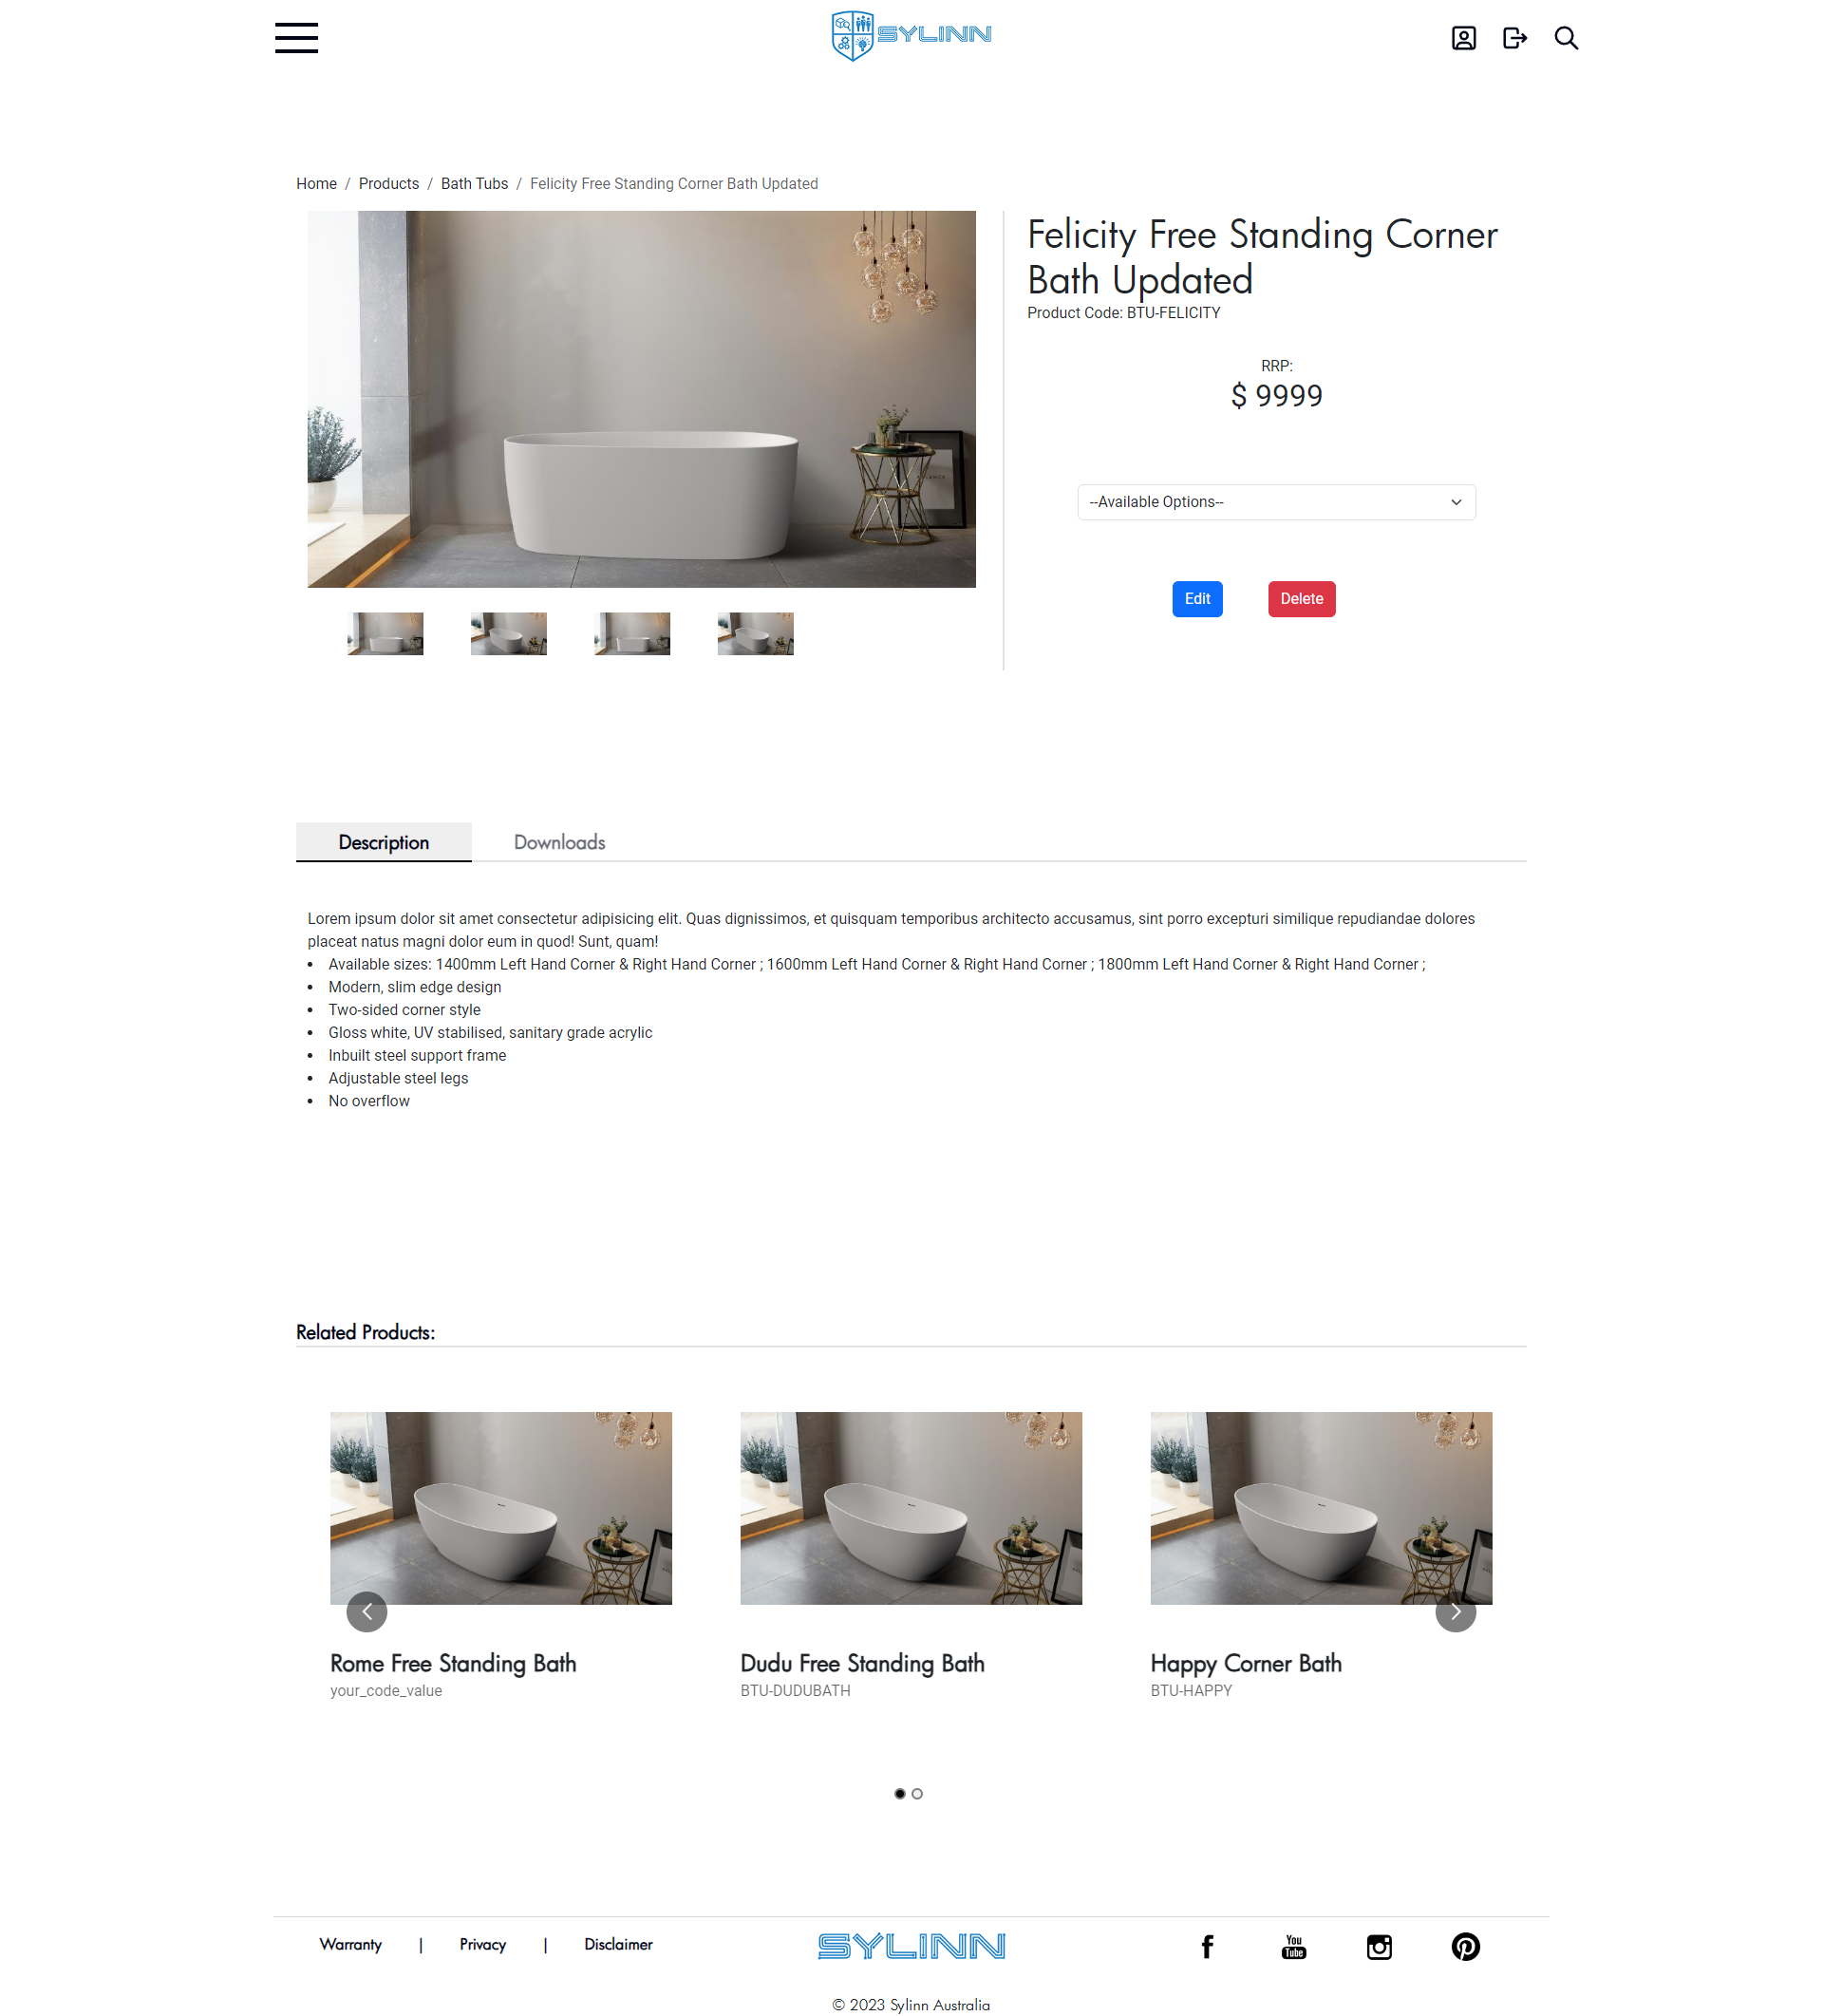 SYLINN
Home / Products / Bath Tubs / Felicity Free Standing Corner Bath Updated
Felicity Free Standing Corner
Bath Updated
Product Code: BTU-FELICITY
RRP:
$ 9999
--Available Options--
Edit
Delete
Description
Downloads
Lorem ipsum dolor sit amet consectetur adipisicing elit. Quas dignissimos, et quisquam temporibus architecto accusamus, sint porro excepturi similique repudiandae dolores
placeat natus magni dolor eum in quod! Sunt, quam!
• Available sizes: 1400mm Left Hand Corner & Right Hand Corner ; 1600mm Left Hand Corner & Right Hand Corner ; 1800mm Left Hand Corner & Right Hand Corner ;
• Modern, slim edge design
• Two-sided corner style
• Gloss white, UV stabilised, sanitary grade acrylic
• Inbuilt steel support frame
• Adjustable steel legs
• No overflow
Related Products:
Rome Free Standing Bath
your_code_value
Dudu Free Standing Bath
BTU-DUDUBATH
Happy Corner Bath
BTU-HAPPY
Warranty | Privacy | Disclaimer
SYLINN
You
Tube
© 2023 Sylinn Australia